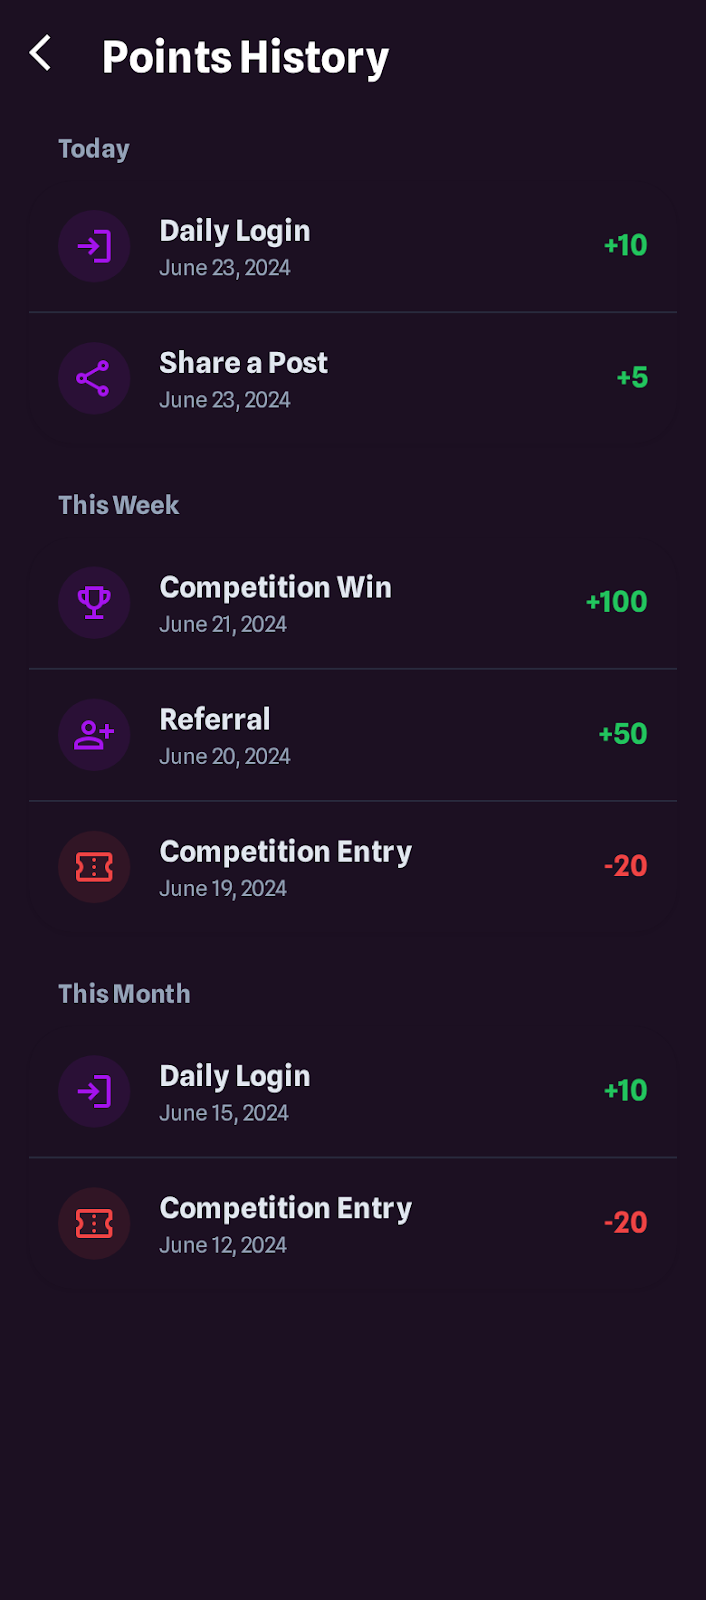 Points History
Today
Daily Login
June 23, 2024
+10
Share a Post
June 23, 2024
+5
This Week
Competition Win
June 21, 2024
+100
Referral
June 20, 2024
+50
Competition Entry
June 19, 2024
-20
This Month
Daily Login
June 15, 2024
+10
Competition Entry
June 12, 2024
-20